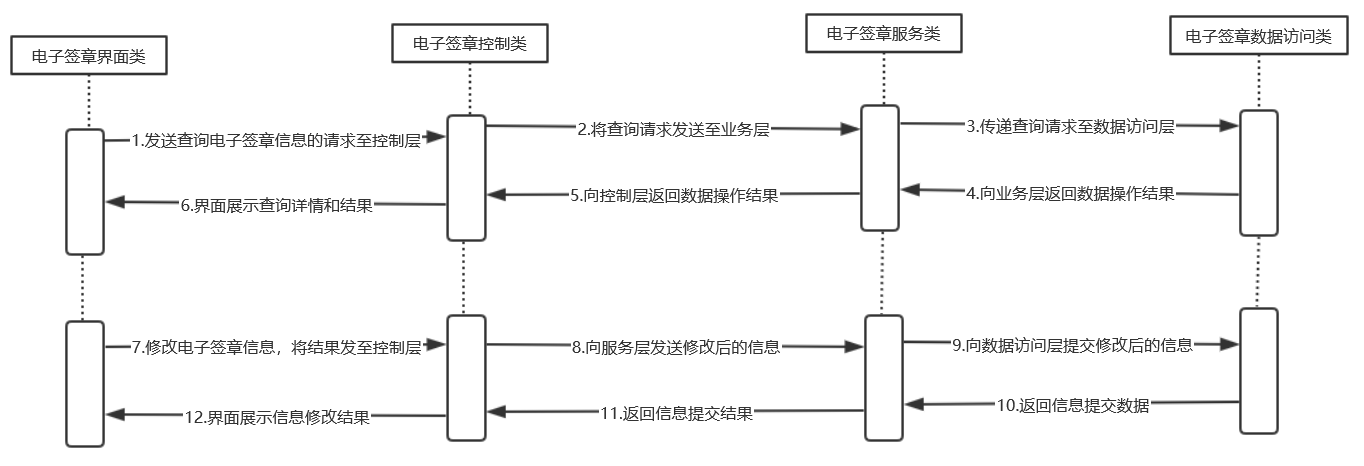 电子签章界面类
电子签章控制类
电子签章服务类
电子签章数据访问类
1.发送查询电子签章信息的请求至控制层
2.将查询请求发送至业务层
3.传递查询请求至数据访问层
6.界面展示查询详情和结果
5.向控制层返回数据操作结果
4.向业务层返回数据操作结果
7.修改电子签章信息，将结果发至控制层
8.向服务层发送修改后的信息
9.向数据访问层提交修改后的信息
12.界面展示信息修改结果
11.返回信息提交结果
10.返回信息提交数据